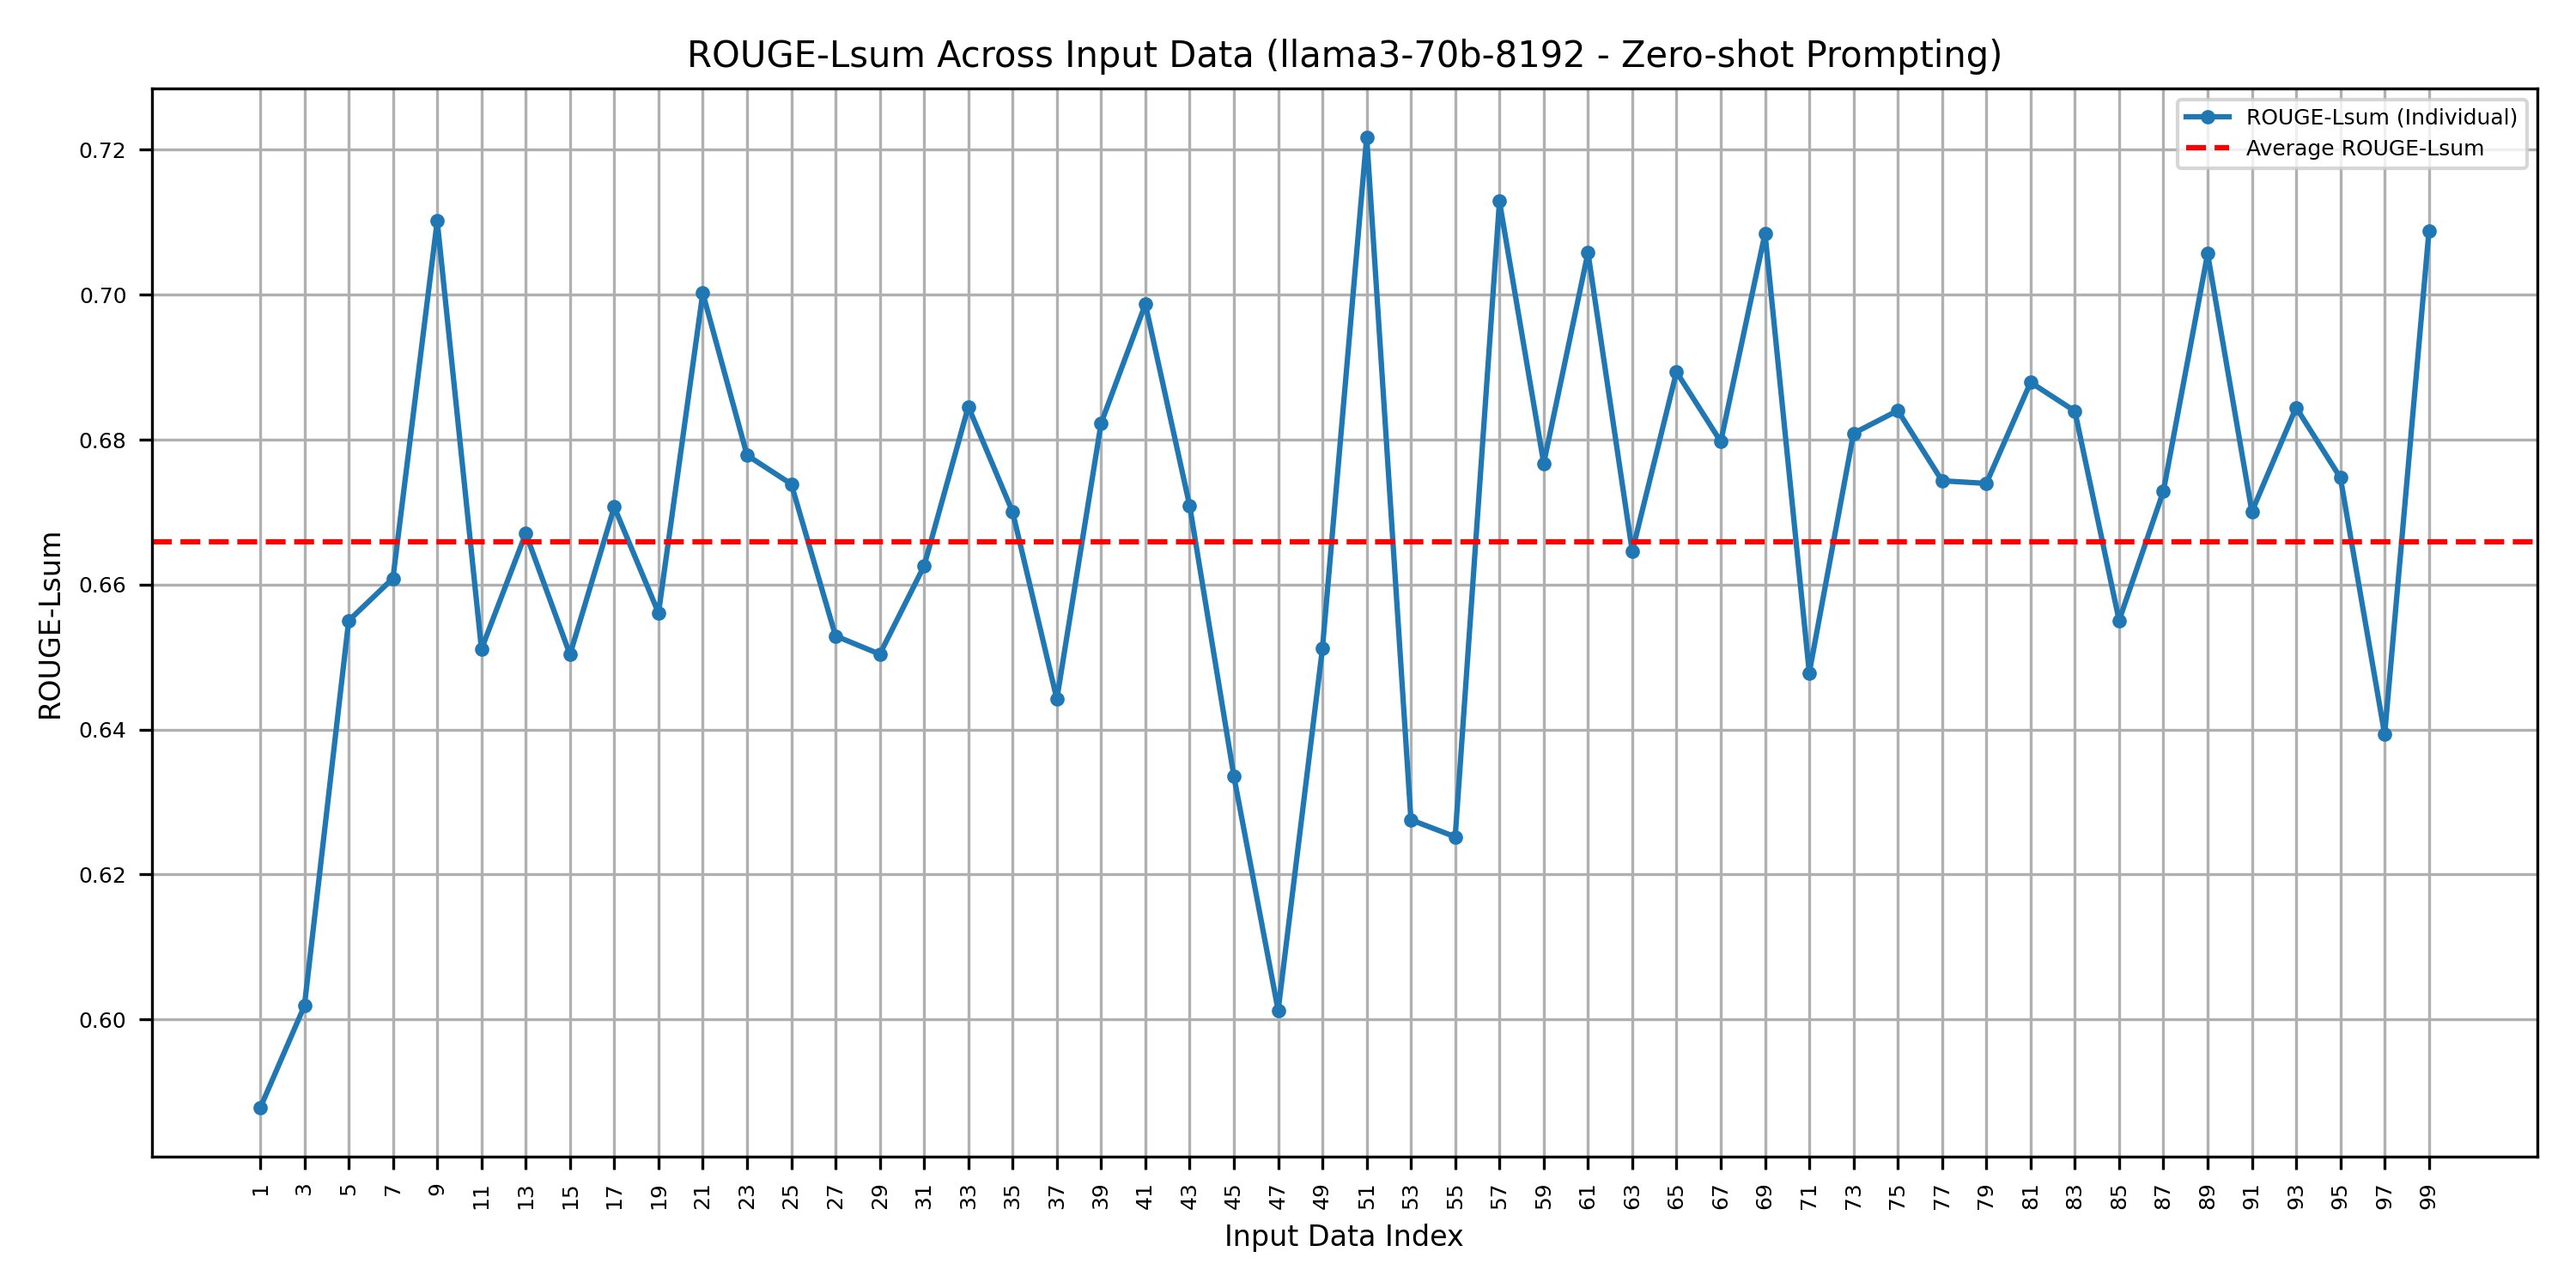 ROUGE-Lsum Across Input Data (llama3-70b-8192 - Zero-shot Prompting)
ROUGE-Lsum (Individual)
Average ROUGE-Lsum
0.72
0.70
0.68
0.66
0.64
0.62
0.60
ROUGE-Lsum
1 3 5 7 9 11 13 15 17 19 21 23 25 27 29 31 33 35 37 39 41 43 45 47 49 51 53 55 57 59 61 63 65 67 69 71 73 75 77 79 81 83 85 87 89 91 93 95 97 99
Input Data Index